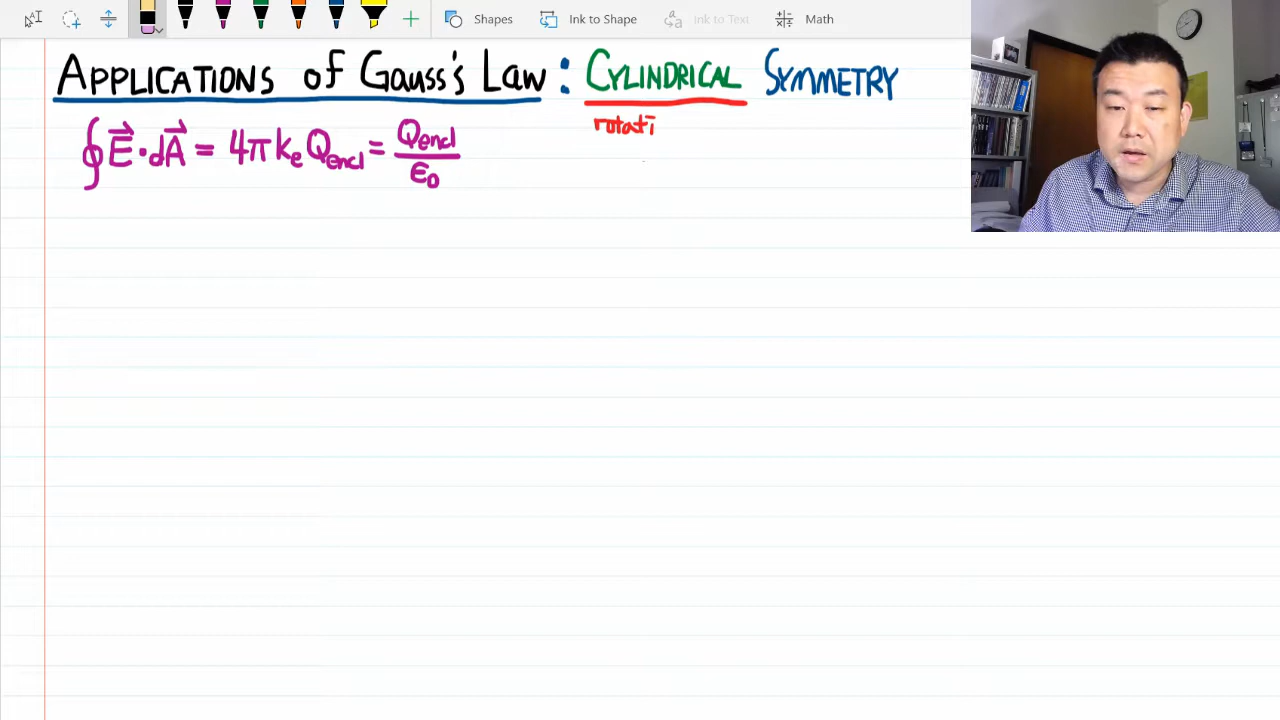 Shapes Ink to Shape Ink to Text Math
APPLICATIONS of Gauss's Law : CYLINDRICAL SYMMETRY
rotati
∮E⃗·dA⃗ = 4πkₑQencl = Qencl/ε₀